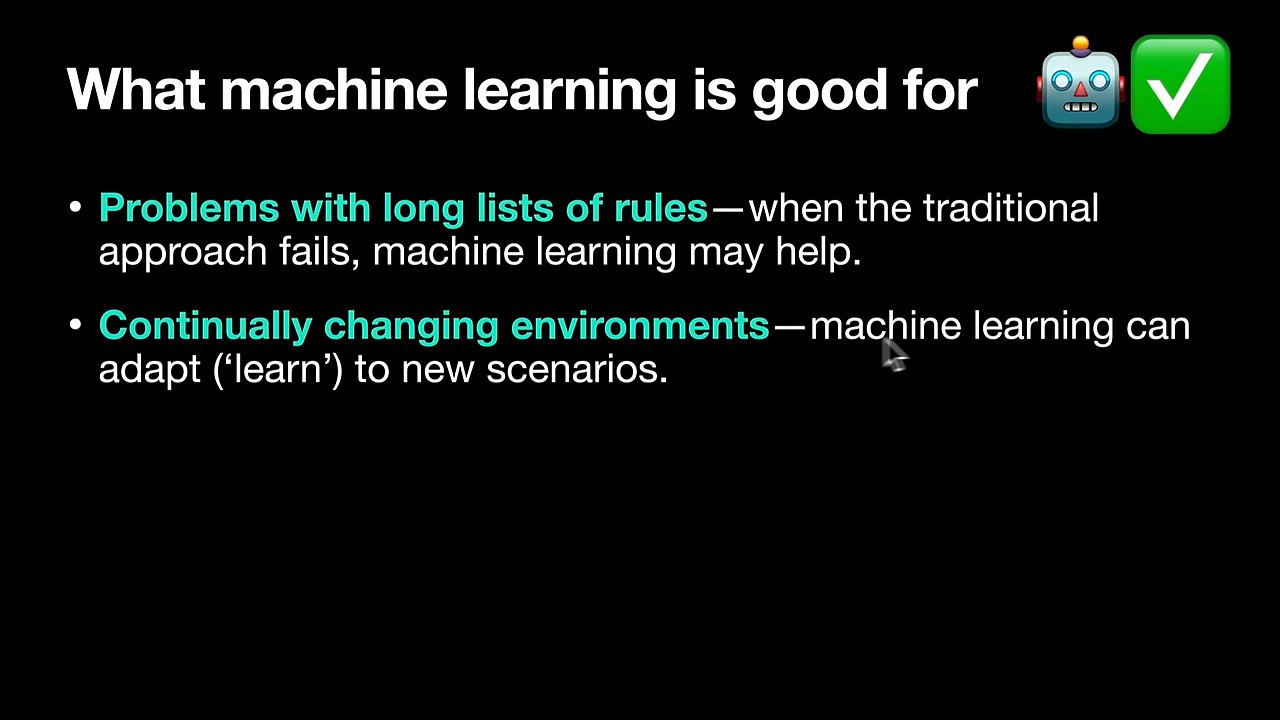 What machine learning is good for
• Problems with long lists of rules—when the traditional
approach fails, machine learning may help.
• Continually changing environments—machine learning can
adapt (‘learn’) to new scenarios.